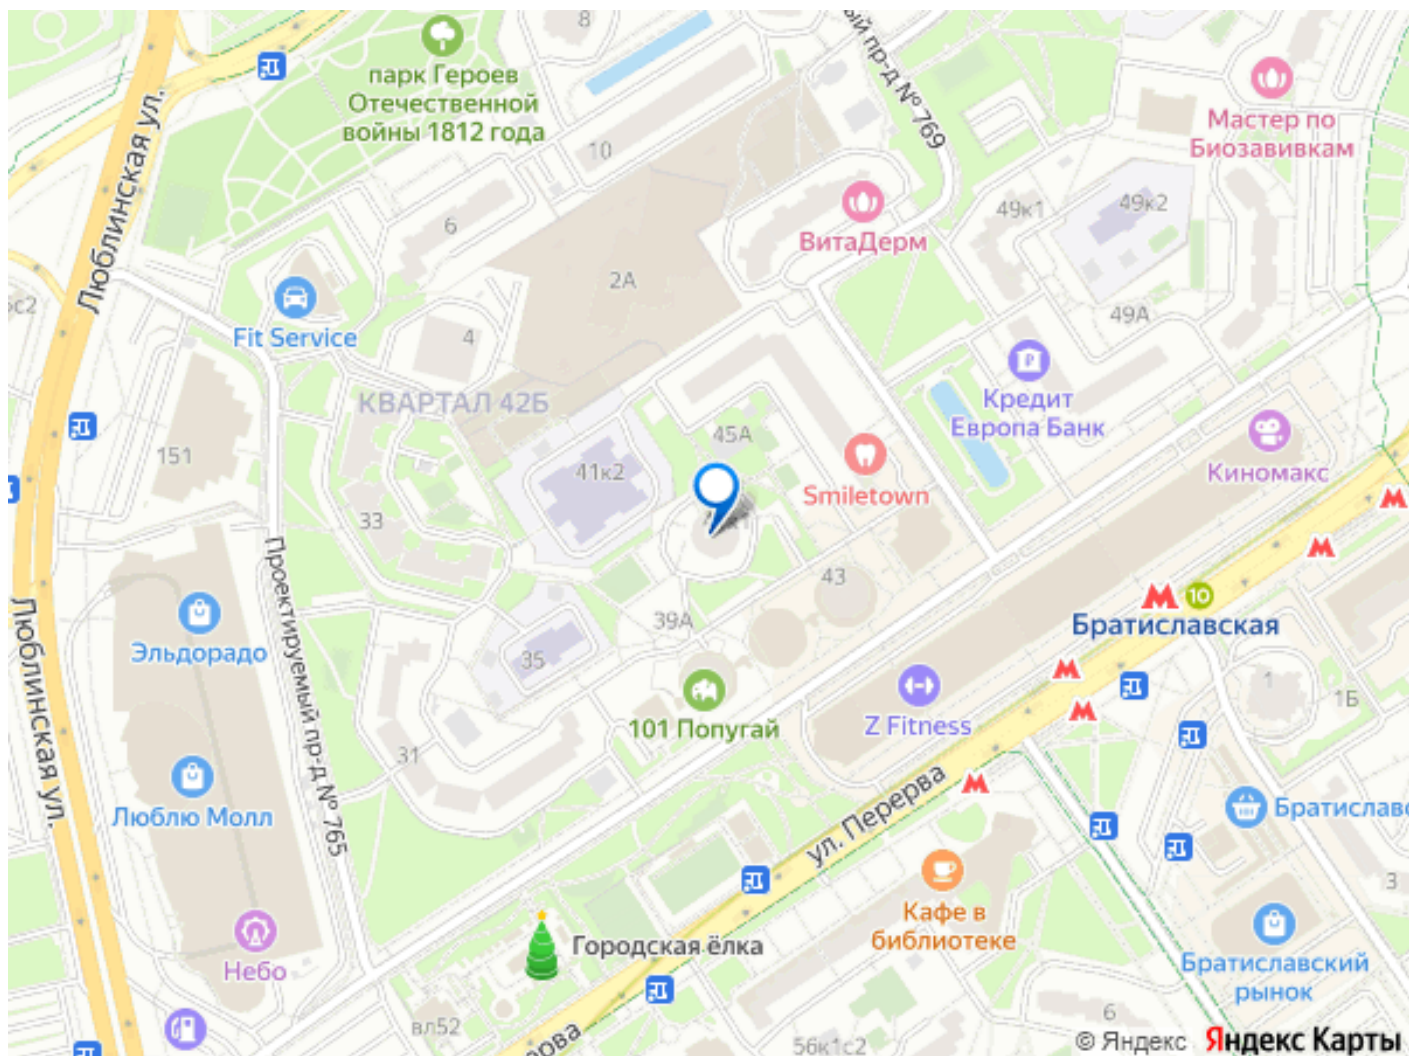 8
парк Героев
Отечественной
войны 1812 года
ый пр-д № 769
Мастер по
Биозавивкам
Люблинская ул.
10
6
49к1
49к2
ВитаДерм
2А
5с2
Fit Service
4
49А
КВАРТАЛ 42Б
Кредит
Европа Банк
45А
151
41к2
Smiletown
Киномакс
33
Проектируемый пр-д № 765
43
10
Братиславская
39А
Эльдорадо
35
1
1Б
101 Попугай
Z Fitness
31
Люблинская ул.
Люблю Молл
ул. Перерва
Братиславс
3
Кафе в
библиотеке
Городская ёлка
Небо
Братиславский
рынок
вл52
6
56к1с2
рова
© Яндекс Яндекс Карты